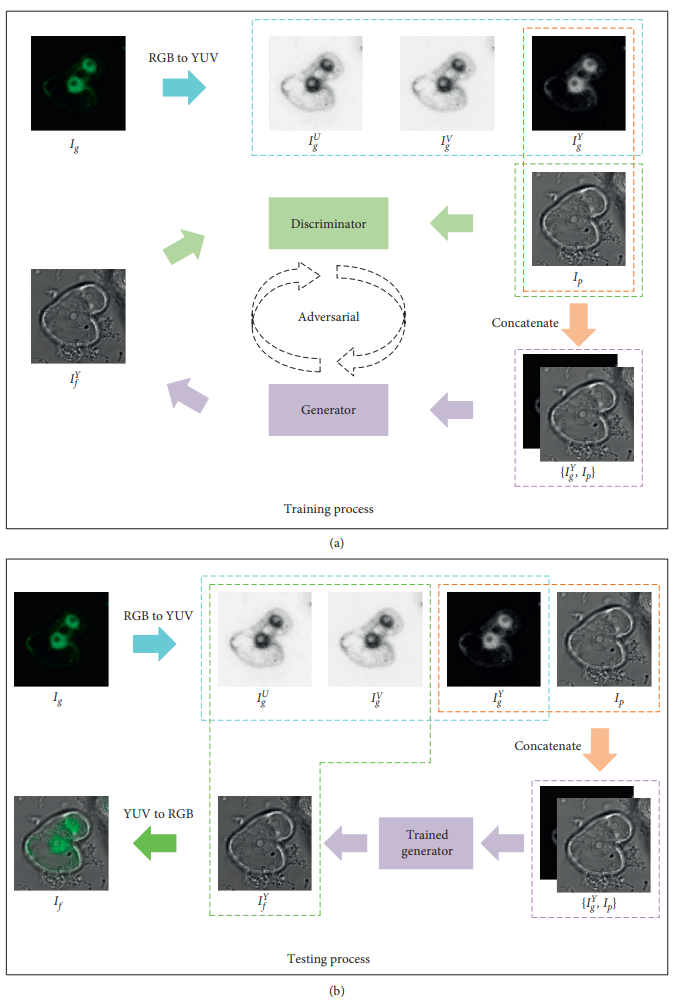 RGB to YUV
I_g
I_g^U
I_g^V
I_g^Y
Discriminator
I_p
Adversarial
Concatenate
I_f^Y
Generator
{I_g^Y, I_p}
Training process
(a)
RGB to YUV
I_g
I_g^U
I_g^V
I_g^Y
I_p
Concatenate
YUV to RGB
Trained
generator
I_f
I_f^Y
{I_g^Y, I_p}
Testing process
(b)